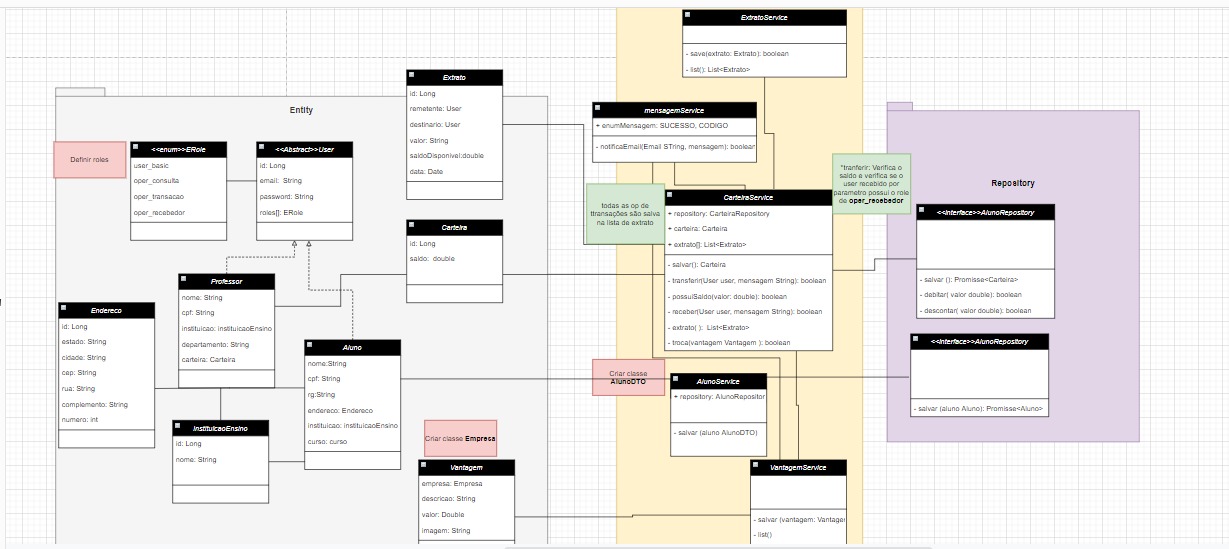 ExtratoService
- save(extrato: Extrato): boolean
- list(): List<Extrato>
Entity
Extrato
id: Long
remetente: User
destinario: User
valor: String
saldoDisponivel:double
data: Date
mensagemService
+ enumMensagem: SUCESSO, CODIGO
- notificaEmail(Email STring, mensagem): boolean
Definir roles
<<enum>>ERole
user_basic
oper_consulta
oper_transacao
oper_recebedor
<<Abstract>>User
id: Long
email: String
password: String
roles[]: ERole
todas as op de
ttransações são salva
na lista de extrato
"tranferir: Verifica o
saldo e verifica se o
user recebido por
parametro possui o role
de oper_recebedor
Repository
CarteiraService
+ repository: CarteiraRepository
+ carteira: Carteira
+ extrato[]: List<Extrato>
- salvar(): Carteira
- transferir(User user, mensagem String): boolean
- possuiSaldo(valor: double): boolean
- receber(User user, mensagem String): boolean
- extrato( ): List<Extrato>
- troca(vantagem Vantagem ): boolean
<<Interface>>AlunoRepository
- salvar (): Promisse<Carteira>
- debitar( valor double): boolean
- descontar( valor double): boolean
Carteira
id: Long
saldo: double
Professor
nome: String
cpf: String
instituicao: instituicaoEnsino
departamento: String
carteira: Carteira
Endereco
id: Long
estado: String
cidade: String
cep: String
rua: String
complemento: String
numero: int
Aluno
nome:String
cpf: String
rg:String
endereco: Endereco
instituicao: instituicaoEnsino
curso: curso
<<Interface>>AlunoRepository
- salvar (aluno Aluno): Promisse<Aluno>
Criar classe
AlunoDTO
AlunoService
+ repository: AlunoRepositor
- salvar (aluno AlunoDTO)
InstituicaoEnsino
id: Long
nome: String
Criar classe Empresa
Vantagem
empresa: Empresa
descricao: String
valor: Double
imagem: String
VantagemService
- salvar (vantagem: Vantager
- list()